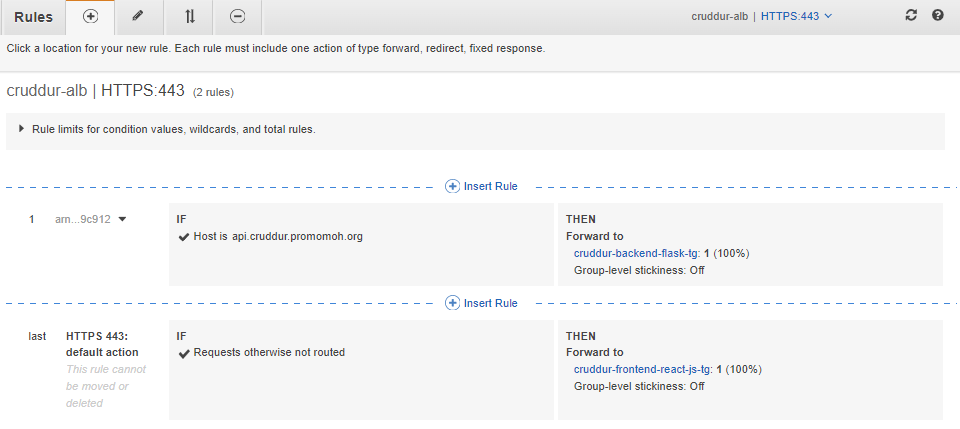 Rules
cruddur-alb | HTTPS:443
Click a location for your new rule. Each rule must include one action of type forward, redirect, fixed response.
cruddur-alb | HTTPS:443 (2 rules)
Rule limits for condition values, wildcards, and total rules.
Insert Rule
1 arn...9c912
IF
Host is api.cruddur.promomoh.org
THEN
Forward to
cruddur-backend-flask-tg: 1 (100%)
Group-level stickiness: Off
Insert Rule
last
HTTPS 443:
default action
This rule cannot
be moved or
deleted
IF
Requests otherwise not routed
THEN
Forward to
cruddur-frontend-react-js-tg: 1 (100%)
Group-level stickiness: Off